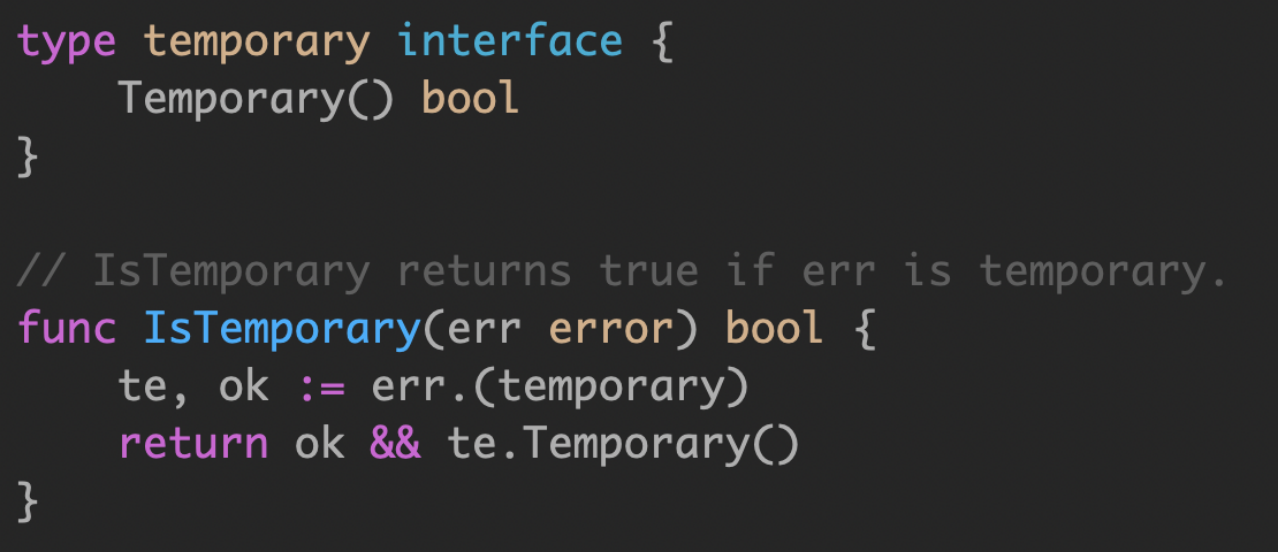 type temporary interface {
    Temporary() bool
}

// IsTemporary returns true if err is temporary.
func IsTemporary(err error) bool {
    te, ok := err.(temporary)
    return ok && te.Temporary()
}